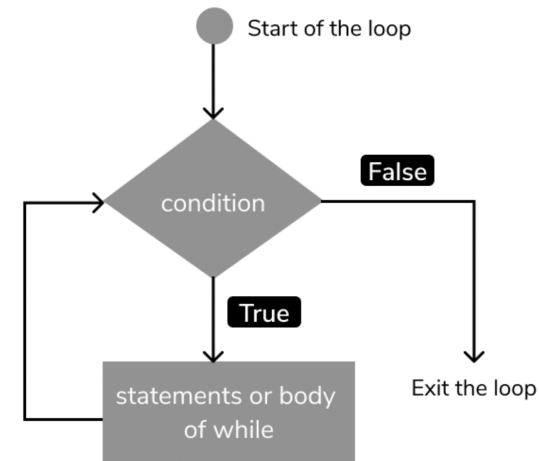 Start of the loop
False
condition
True
statements or body
of while
Exit the loop